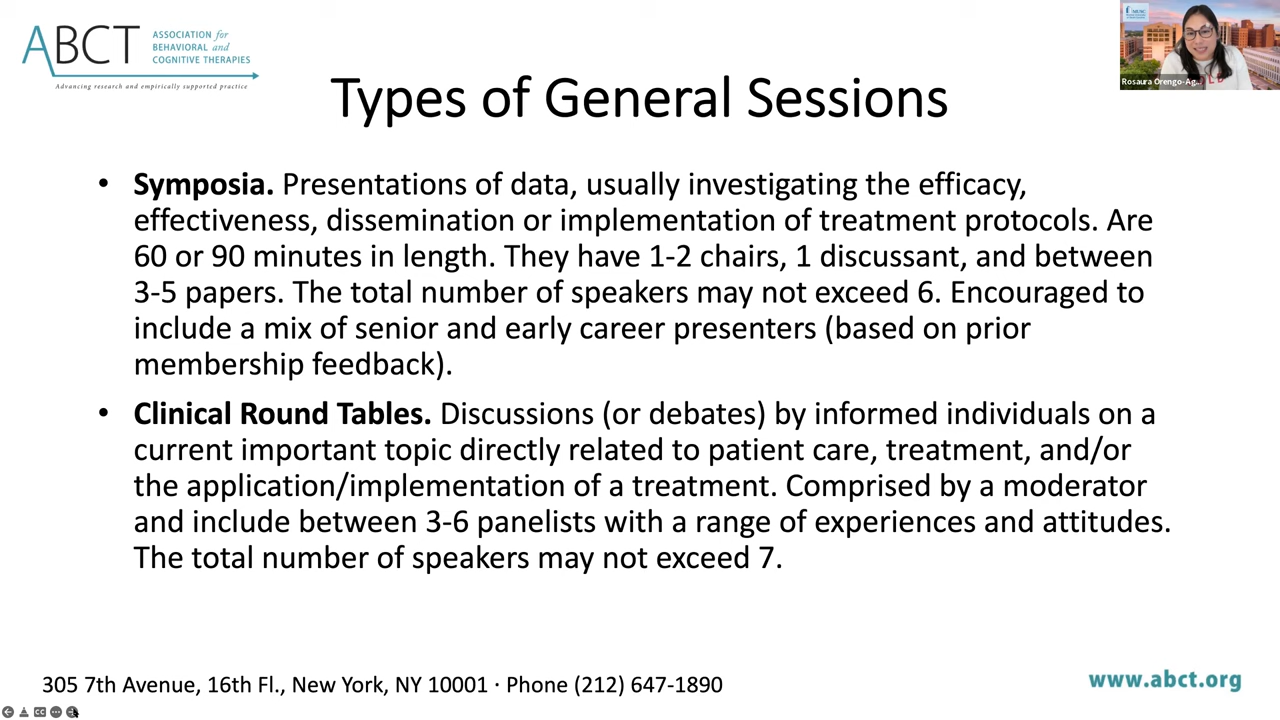 ABCT
ASSOCIATION for
BEHAVIORAL and
COGNITIVE THERAPIES
Advancing research and empirically supported practice
Rosaura Orengo-Ag...
Types of General Sessions
• Symposia. Presentations of data, usually investigating the efficacy,
effectiveness, dissemination or implementation of treatment protocols. Are
60 or 90 minutes in length. They have 1-2 chairs, 1 discussant, and between
3-5 papers. The total number of speakers may not exceed 6. Encouraged to
include a mix of senior and early career presenters (based on prior
membership feedback).
• Clinical Round Tables. Discussions (or debates) by informed individuals on a
current important topic directly related to patient care, treatment, and/or
the application/implementation of a treatment. Comprised by a moderator
and include between 3-6 panelists with a range of experiences and attitudes.
The total number of speakers may not exceed 7.
305 7th Avenue, 16th Fl., New York, NY 10001 · Phone (212) 647-1890
www.abct.org
CC